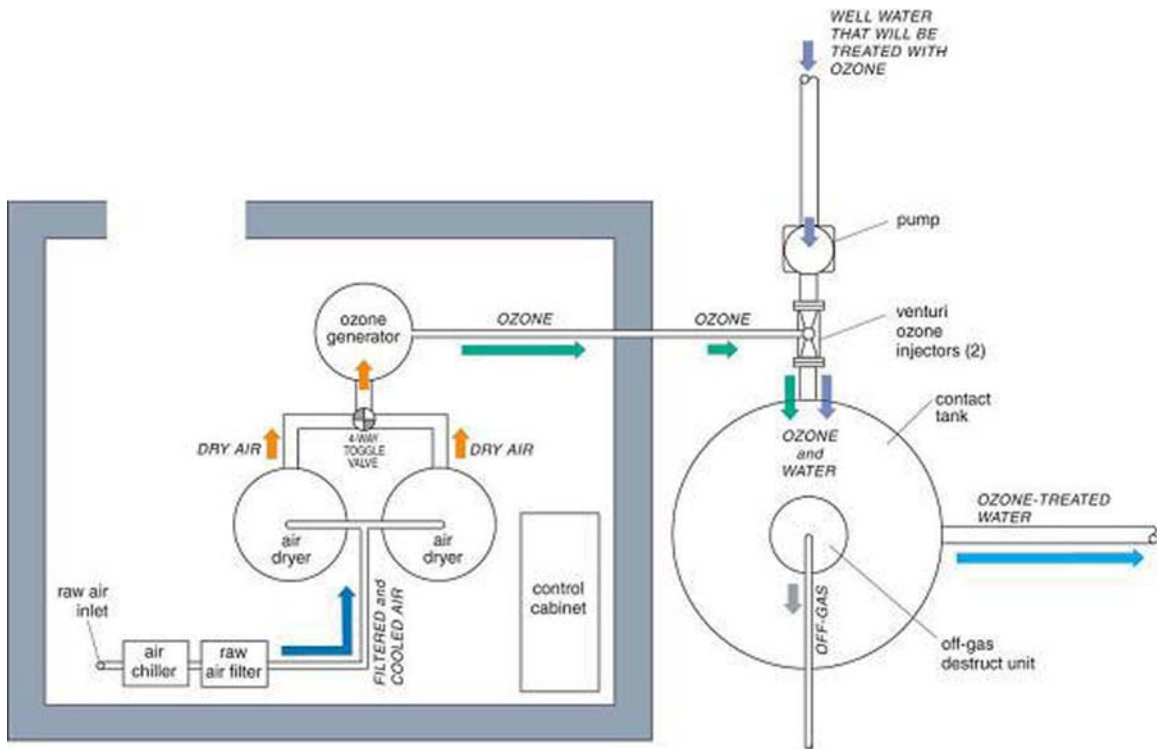 WELL WATER
THAT WILL BE
TREATED WITH
OZONE
pump
venturi
ozone
injectors (2)
contact
tank
ozone
generator
OZONE
OZONE
DRY AIR
4-WAY
TOGGLE
VALVE
DRY AIR
OZONE
and
WATER
OZONE-TREATED
WATER
air
dryer
air
dryer
control
cabinet
raw air
inlet
air
chiller
raw
air filter
FILTERED and
COOLED AIR
OFF-GAS
off-gas
destruct unit